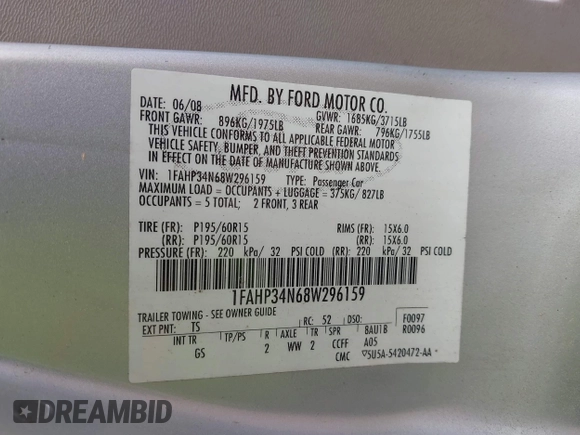 MFD. BY FORD MOTOR CO.
DATE: 06/08 GVWR: 1685KG/3715LB
FRONT GAWR: 896KG/1975LB REAR GAWR: 796KG/1755LB
THIS VEHICLE CONFORMS TO ALL APPLICABLE FEDERAL MOTOR
VEHICLE SAFETY, BUMPER, AND THEFT PREVENTION STANDARDS
IN EFFECT ON THE DATE OF MANUFACTURE SHOWN ABOVE.
VIN: 1FAHP34N68W296159 TYPE: Passenger Car
MAXIMUM LOAD = OCCUPANTS + LUGGAGE = 375KG/ 827LB
OCCUPANTS = 5 TOTAL; 2 FRONT, 3 REAR
TIRE (FR): P195/60R15 RIMS (FR): 15X6.0
(RR): P195/60R15 (RR): 15X6.0
PRESSURE (FR): 220 kPa/ 32 PSI COLD (RR): 220 kPa/ 32 PSI COLD
1FAHP34N68W296159
TRAILER TOWING - SEE OWNER GUIDE
EXT PNT: TS RC: 52 DSO: F0097
INT TR TP/PS R AXLE TR SPR BAU1B R0096
GS 2 WW 2 CCFF A05
CMC 5U5A-5420472-AA
DREAMBID